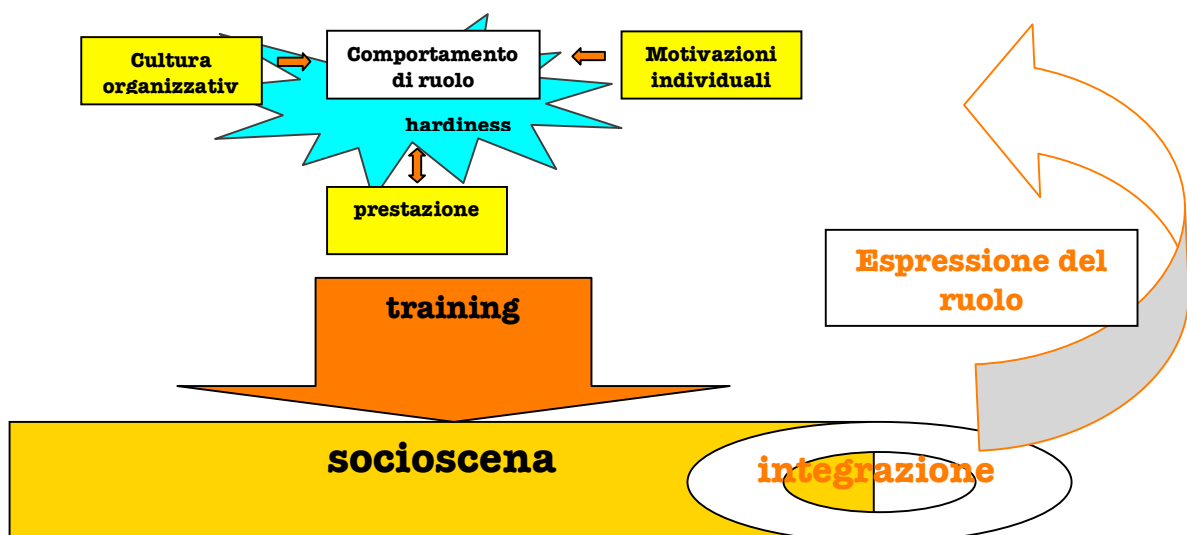 Cultura
organizzativ
Comportamento
di ruolo
Motivazioni
individuali
hardiness
prestazione
Espressione del
ruolo
training
socioscena
integrazione